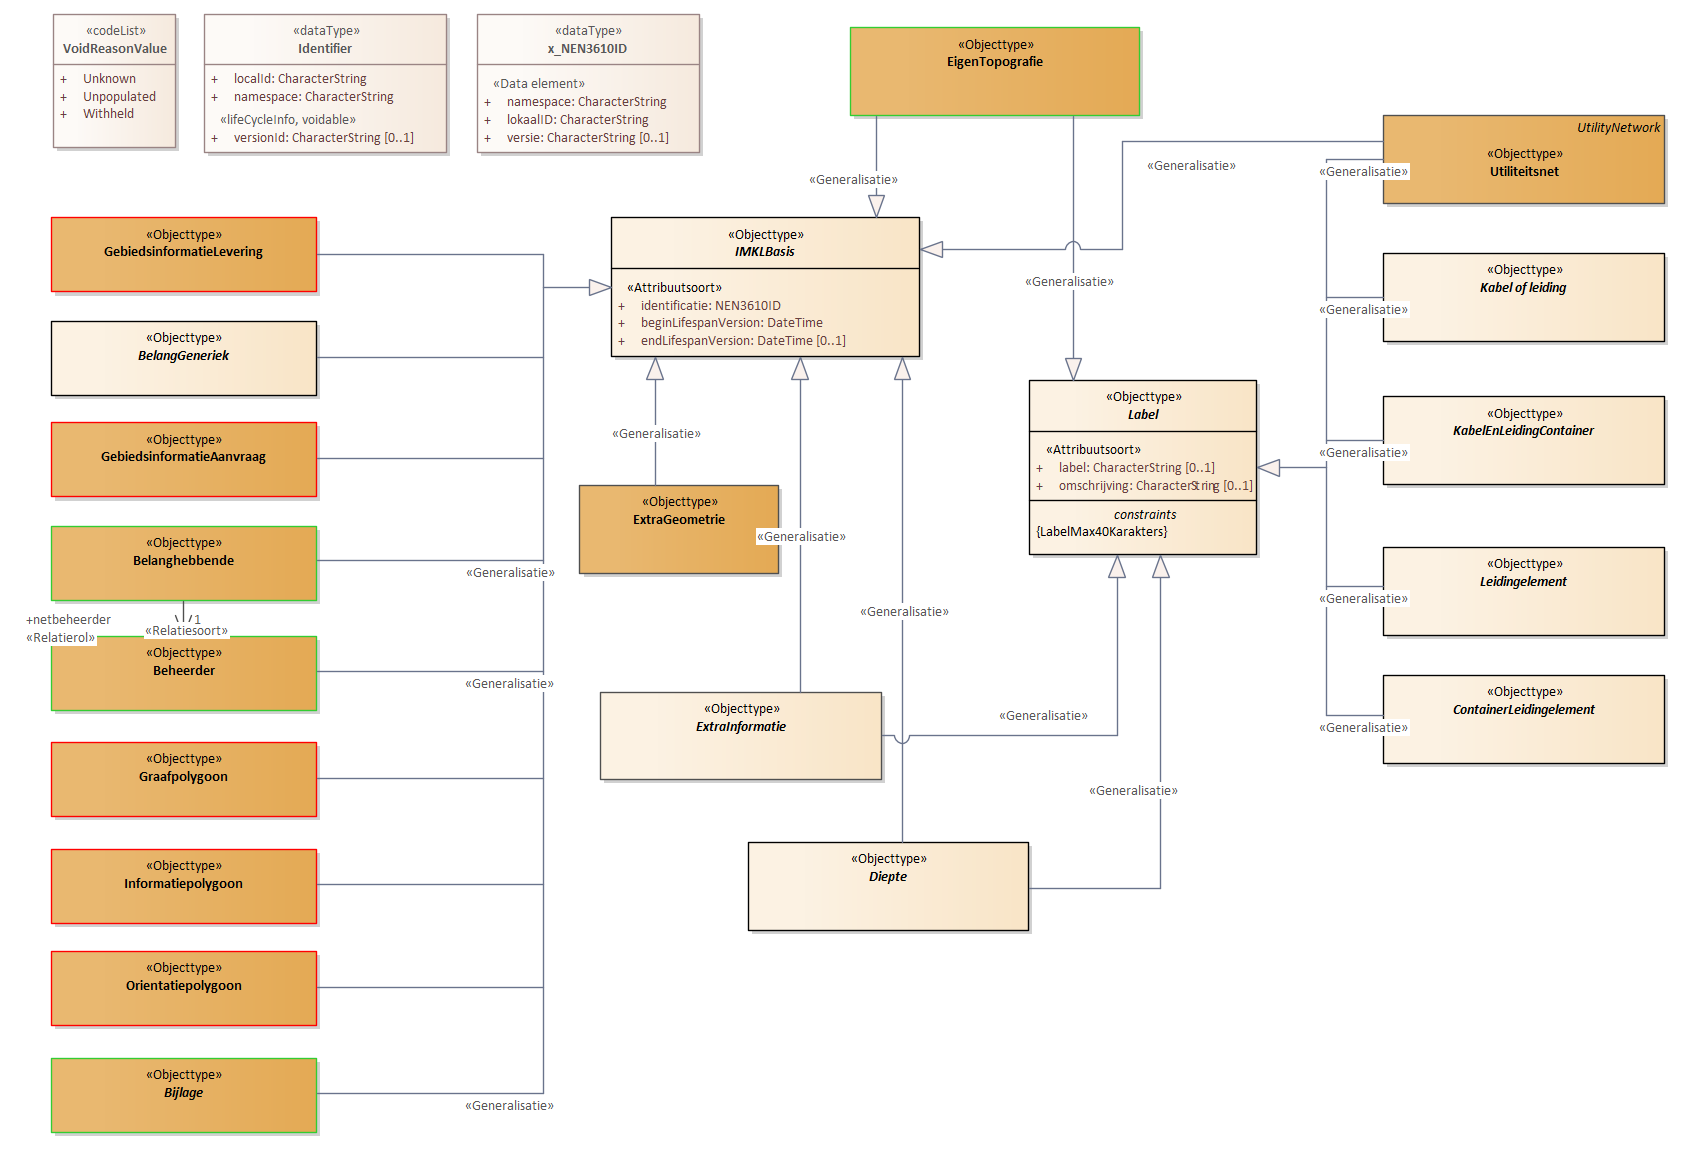 «codeList»
VoidReasonValue
+ Unknown
+ Unpopulated
+ Withheld
«dataType»
Identifier
+ localId: CharacterString
+ namespace: CharacterString
«lifeCycleInfo, voidable»
+ versionId: CharacterString [0..1]
«dataType»
x_NEN3610ID
«Data element»
+ namespace: CharacterString
+ lokaalID: CharacterString
+ versie: CharacterString [0..1]
«Objecttype»
EigenTopografie
UtilityNetwork
«Objecttype»
Utiliteitsnet
«Generalisatie»
«Generalisatie»
«Generalisatie»
«Objecttype»
GebiedsinformatieLevering
«Objecttype»
IMKLBasis
«Attribuutsoort»
+ identificatie: NEN3610ID
+ beginLifespanVersion: DateTime
+ endLifespanVersion: DateTime [0..1]
«Generalisatie»
«Objecttype»
Kabel of leiding
«Generalisatie»
«Objecttype»
BelangGeneriek
«Objecttype»
Label
«Attribuutsoort»
+ label: CharacterString [0..1]
+ omschrijving: CharacterString [0..1]
constraints
{LabelMax40Karakters}
«Objecttype»
KabelEnLeidingContainer
«Generalisatie»
«Objecttype»
GebiedsinformatieAanvraag
«Generalisatie»
«Objecttype»
ExtraGeometrie
«Generalisatie»
«Objecttype»
Belanghebbende
«Generalisatie»
«Objecttype»
Leidingelement
«Generalisatie»
«Generalisatie»
+netbeheerder
1
«Relatierol»
«Relatiesoort»
«Objecttype»
Beheerder
«Generalisatie»
«Objecttype»
ContainerLeidingelement
«Generalisatie»
«Objecttype»
ExtraInformatie
«Generalisatie»
«Objecttype»
Graafpolygoon
«Generalisatie»
«Objecttype»
Informatiepolygoon
«Objecttype»
Diepte
«Objecttype»
Orientatiepolygoon
«Objecttype»
Bijlage
«Generalisatie»